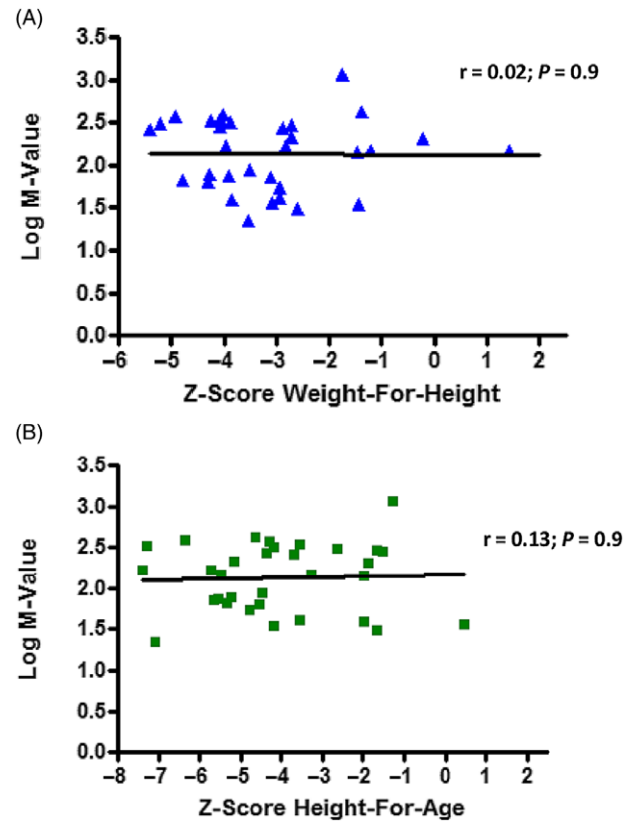 (A)
3.5
3.0
2.5
2.0
1.5
1.0
0.5
0.0
Log M-Value
r = 0.02; P = 0.9
–6 –5 –4 –3 –2 –1 0 1 2
Z-Score Weight-For-Height
(B)
3.5
3.0
2.5
2.0
1.5
1.0
0.5
0.0
Log M-Value
r = 0.13; P = 0.9
–8 –7 –6 –5 –4 –3 –2 –1 0 1 2
Z-Score Height-For-Age